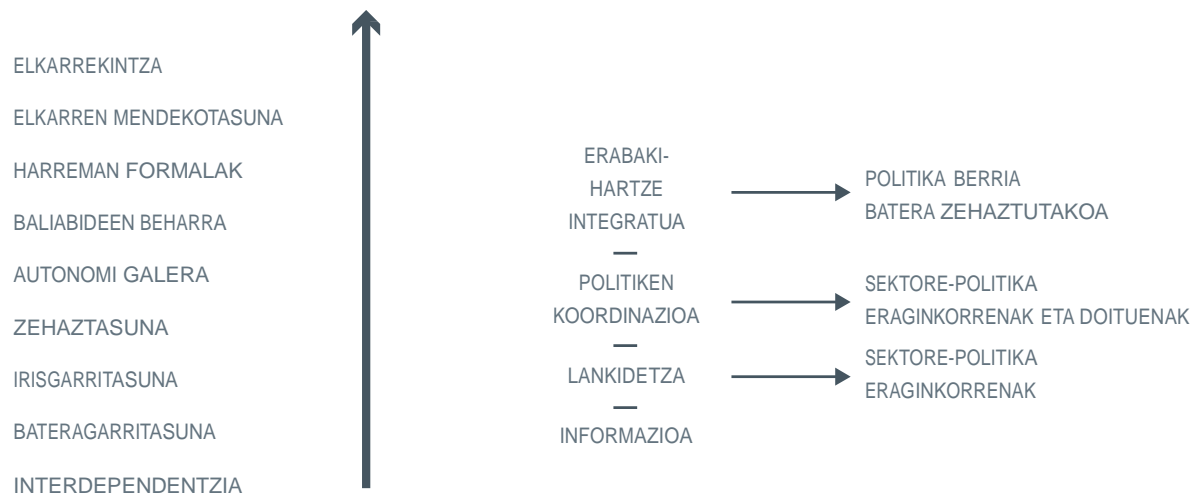 ELKARREKINTZA
ELKARREN MENDEKOTASUNA
HARREMAN FORMALAK
BALIABIDEEN BEHARRA
AUTONOMI GALERA
ZEHAZTASUNA
IRISGARRITASUNA
BATERAGARRITASUNA
INTERDEPENDENTZIA
ERABAKI-
HARTZE
INTEGRATUA
POLITIKEN
KOORDINAZIOA
LANKIDETZA
INFORMAZIOA
POLITIKA BERRIA
BATERA ZEHAZTUTAKOA
SEKTORE-POLITIKA
ERAGINKORRENAK ETA DOITUENAK
SEKTORE-POLITIKA
ERAGINKORRENAK